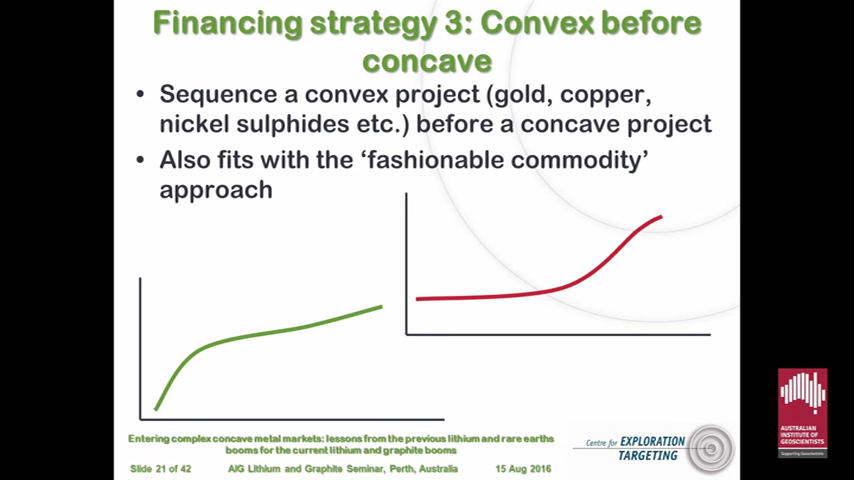 Financing strategy 3: Convex before
concave
• Sequence a convex project (gold, copper,
nickel sulphides etc.) before a concave project
• Also fits with the ‘fashionable commodity’
approach
Entering complex concave metal markets: lessons from the previous lithium and rare earths
booms for the current lithium and graphite booms
Slide 21 of 42 AIG Lithium and Graphite Seminar, Perth, Australia 15 Aug 2016
Centre for EXPLORATION
TARGETING
AUSTRALIAN
INSTITUTE OF
GEOSCIENTISTS
Supporting Geoscientists